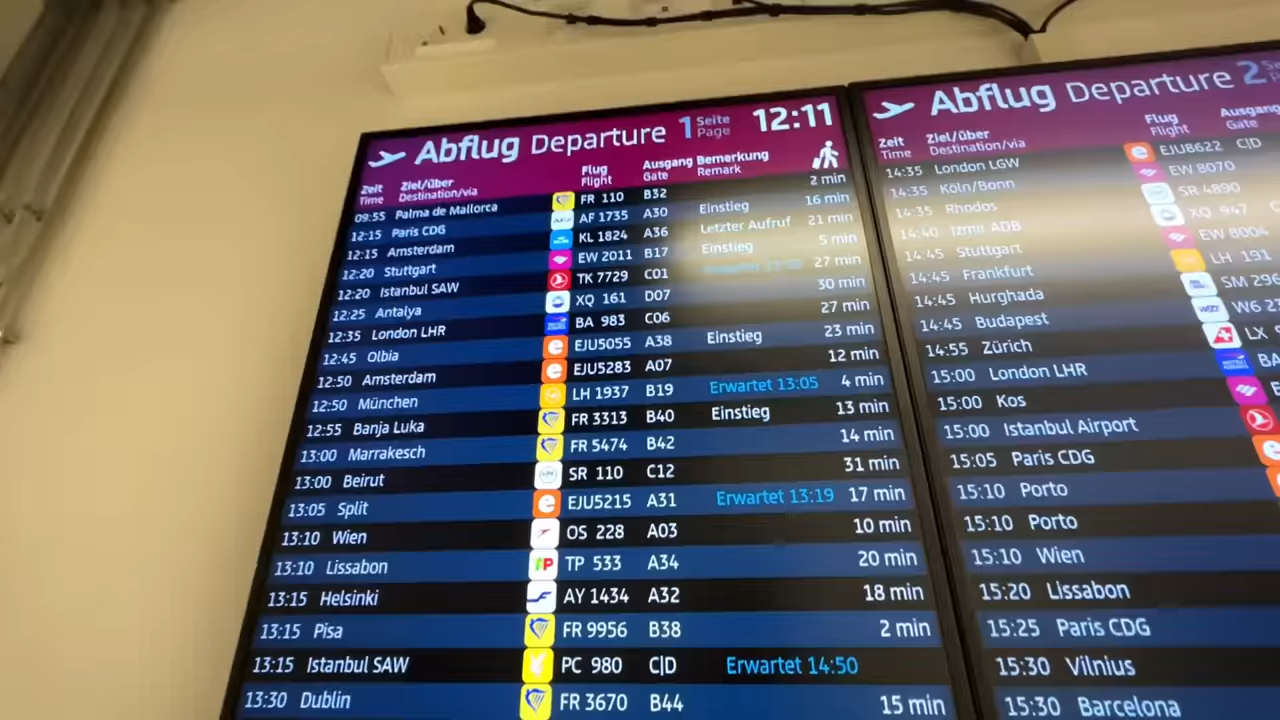 Abflug Departure 1 Seite Page 12:11
Zeit Time Ziel/über Destination/via Flug Flight Ausgang Gate Bemerkung Remark
09:55 Palma de Mallorca FR 110 B32 2 min
12:15 Paris CDG AF 1735 A30 Einstieg 16 min
12:15 Amsterdam KL 1824 A36 Letzter Aufruf 21 min
12:20 Stuttgart EW 2011 B17 Einstieg 5 min
12:20 Istanbul SAW TK 7729 C01 27 min
12:25 Antalya XQ 161 D07 30 min
12:35 London LHR BA 983 C06 27 min
12:45 Olbia EJU5055 A38 Einstieg 23 min
12:50 Amsterdam EJU5283 A07 12 min
12:50 München LH 1937 B19 Erwartet 13:05 4 min
12:55 Banja Luka FR 3313 B40 Einstieg 13 min
13:00 Marrakesch FR 5474 B42 14 min
13:00 Beirut SR 110 C12 31 min
13:05 Split EJU5215 A31 Erwartet 13:19 17 min
13:10 Wien OS 228 A03 10 min
13:10 Lissabon TP 533 A34 20 min
13:15 Helsinki AY 1434 A32 18 min
13:15 Pisa FR 9956 B38 2 min
13:15 Istanbul SAW PC 980 C|D Erwartet 14:50
13:30 Dublin FR 3670 B44 15 min
Abflug Departure 2
Zeit Time Ziel/über Destination/via Flug Flight Ausgang Gate
14:35 London LGW EJU8622 C|D
14:35 Köln/Bonn EW 8070
14:35 Rhodos SR 4890
14:40 Izmir ADB XQ 947
14:45 Stuttgart EW 8004
14:45 Frankfurt LH 191
14:45 Hurghada SM 296
14:45 Budapest W6
14:55 Zürich LX
15:00 London LHR BA
15:00 Kos
15:00 Istanbul Airport
15:05 Paris CDG
15:10 Porto
15:10 Porto
15:10 Wien
15:20 Lissabon
15:25 Paris CDG
15:30 Vilnius
15:30 Barcelona